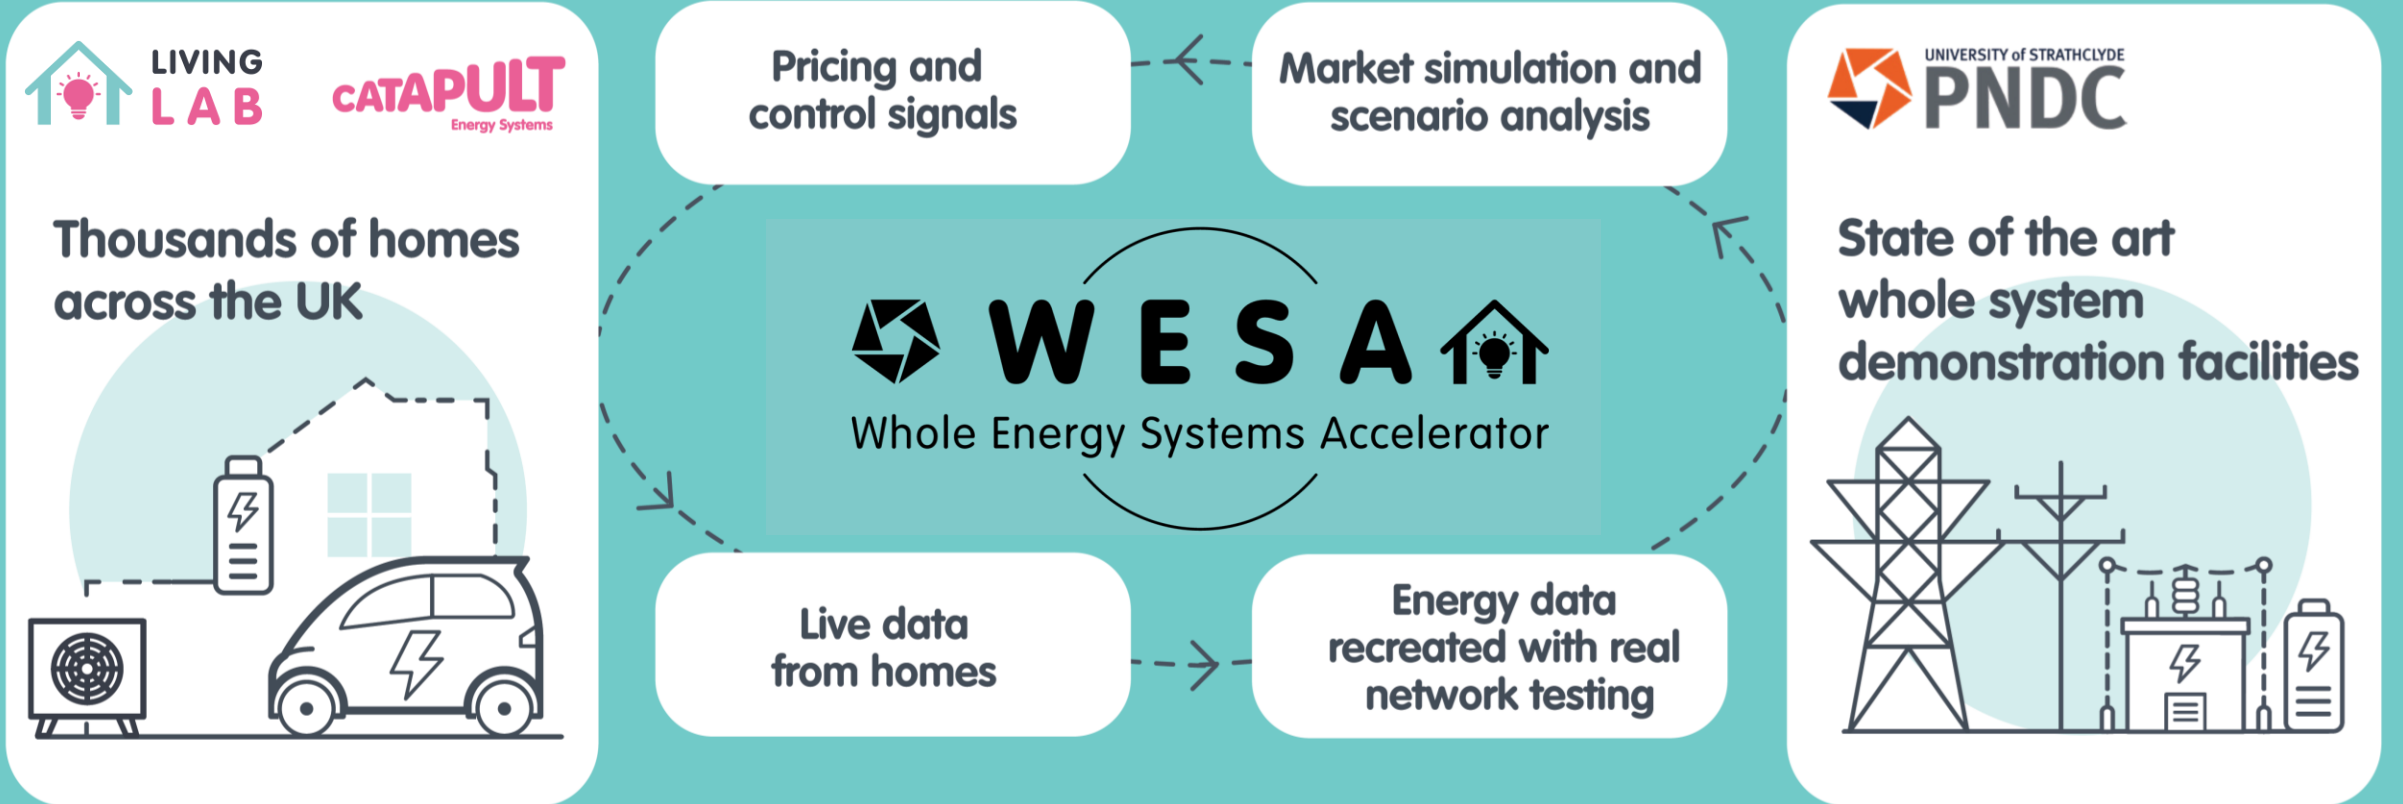 LIVING
LAB
CATAPULT
Energy Systems
Thousands of homes
across the UK
Pricing and
control signals
Market simulation and
scenario analysis
WESA
Whole Energy Systems Accelerator
Live data
from homes
Energy data
recreated with real
network testing
UNIVERSITY of STRATHCLYDE
PNDC
State of the art
whole system
demonstration facilities